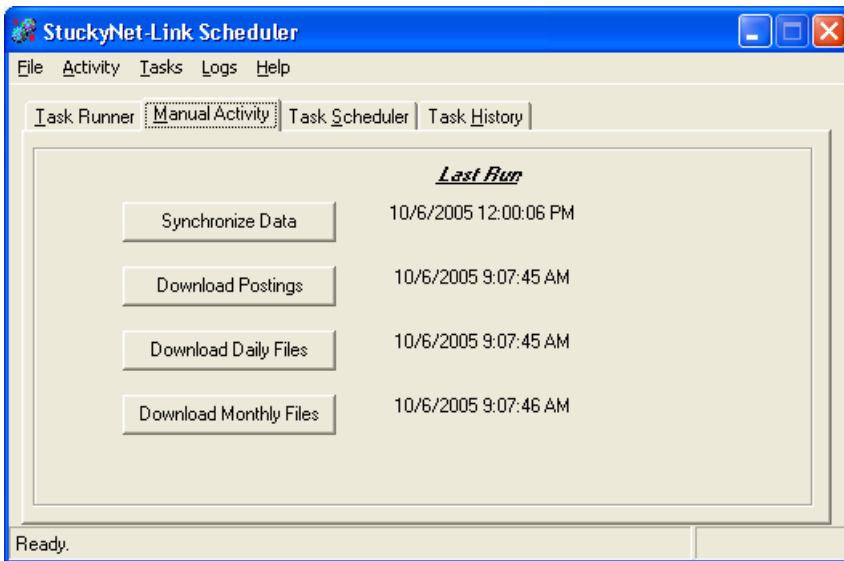 StuckyNet-Link Scheduler
File Activity Tasks Logs Help
Task Runner Manual Activity Task Scheduler Task History
Last Run
Synchronize Data 10/6/2005 12:00:06 PM
Download Postings 10/6/2005 9:07:45 AM
Download Daily Files 10/6/2005 9:07:45 AM
Download Monthly Files 10/6/2005 9:07:46 AM
Ready.